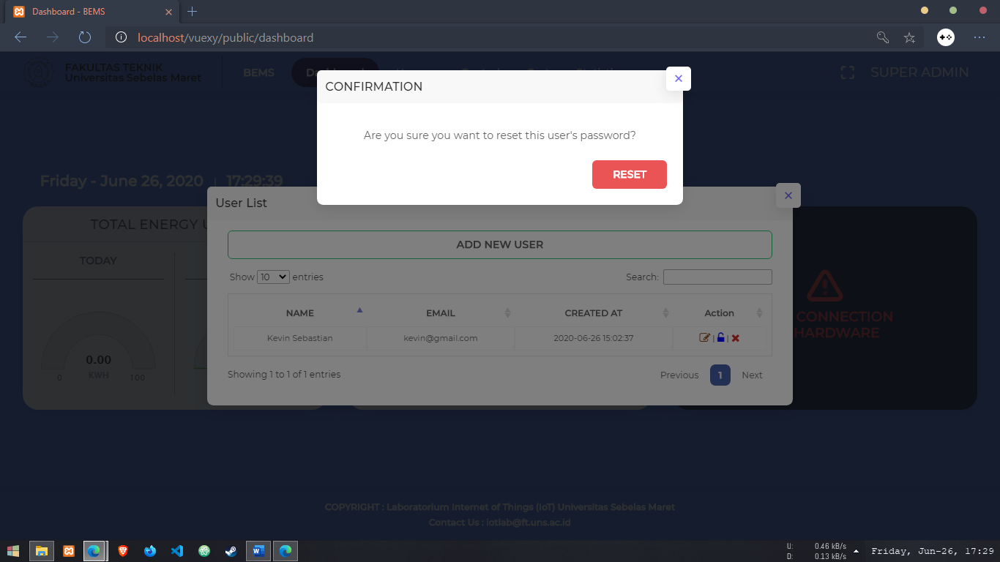 Dashboard - BEMS
localhost/vuexy/public/dashboard
FAKULTAS TEKNIK
Universitas Sebelas Maret
BEMS
SUPER ADMIN
CONFIRMATION
Are you sure you want to reset this user's password?
RESET
Friday - June 26, 2020 | 17:29:39
User List
TOTAL ENERGY
ADD NEW USER
TODAY
Show 10 entries
Search:
NAME
EMAIL
CREATED AT
Action
Kevin Sebastian
kevin@gmail.com
2020-06-26 15:02:37
| |
CONNECTION
HARDWARE
0.00
KWH
0
100
Showing 1 to 1 of 1 entries
Previous
1
Next
COPYRIGHT : Laboratorium Internet of Things (IoT) Universitas Sebelas Maret
Contact Us : iotlab@ft.uns.ac.id
U: 0.46 kB/s
D: 0.13 kB/s
Friday, Jun-26, 17:29